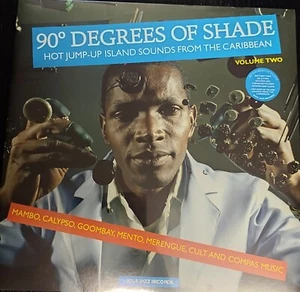 90º DEGREES OF SHADE
HOT JUMP-UP ISLAND SOUNDS FROM THE CARIBBEAN
VOLUME TWO
MAMBO, CALYPSO, GOOMBAY, MENTO, MERENGUE, CULT AND COMPAS MUSIC
SOUL JAZZ RECORDS